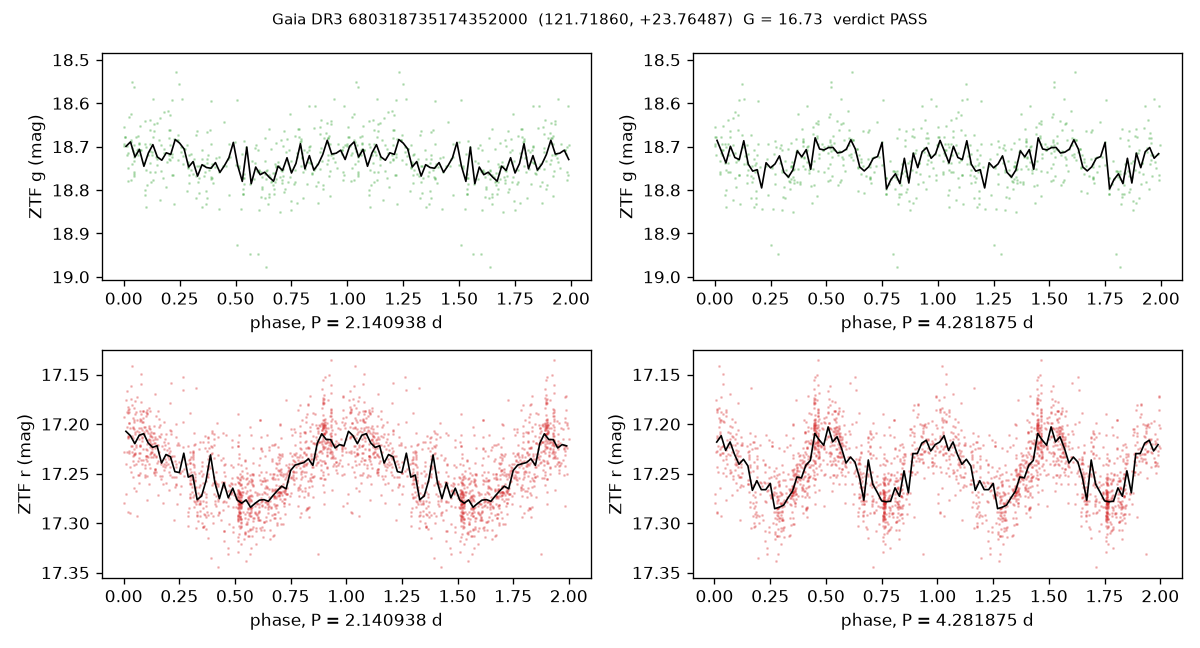 Gaia DR3 680318735174352000 (121.71860, +23.76487) G = 16.73 verdict PASS
ZTF g (mag)
18.5
18.6
18.7
18.8
18.9
19.0
0.00 0.25 0.50 0.75 1.00 1.25 1.50 1.75 2.00
phase, P = 2.140938 d
ZTF g (mag)
18.5
18.6
18.7
18.8
18.9
19.0
0.00 0.25 0.50 0.75 1.00 1.25 1.50 1.75 2.00
phase, P = 4.281875 d
ZTF r (mag)
17.15
17.20
17.25
17.30
17.35
0.00 0.25 0.50 0.75 1.00 1.25 1.50 1.75 2.00
phase, P = 2.140938 d
ZTF r (mag)
17.15
17.20
17.25
17.30
17.35
0.00 0.25 0.50 0.75 1.00 1.25 1.50 1.75 2.00
phase, P = 4.281875 d